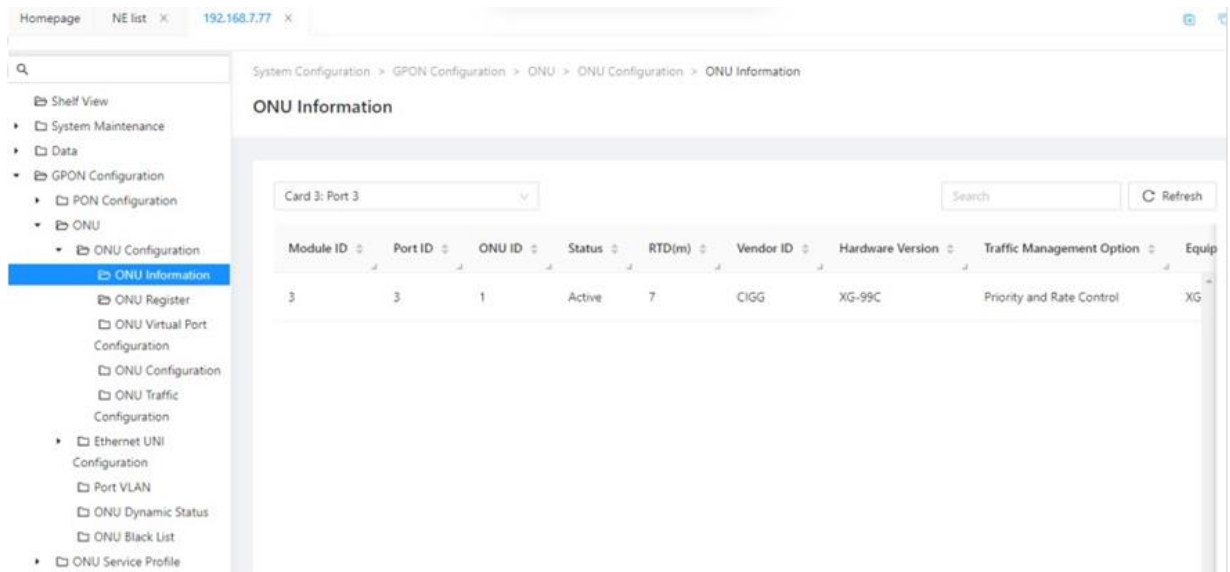 Homepage NE list × 192.168.7.77 ×
System Configuration > GPON Configuration > ONU > ONU Configuration > ONU Information
Shelf View
ONU Information
System Maintenance
Data
GPON Configuration
PON Configuration
Card 3: Port 3 Search Refresh
ONU
ONU Configuration
Module ID Port ID ONU ID Status RTD(m) Vendor ID Hardware Version Traffic Management Option Equip
ONU Information
ONU Register
3 3 1 Active 7 CIGG XG-99C Priority and Rate Control XG
ONU Virtual Port
Configuration
ONU Configuration
ONU Traffic
Configuration
Ethernet UNI
Configuration
Port VLAN
ONU Dynamic Status
ONU Black List
ONU Service Profile